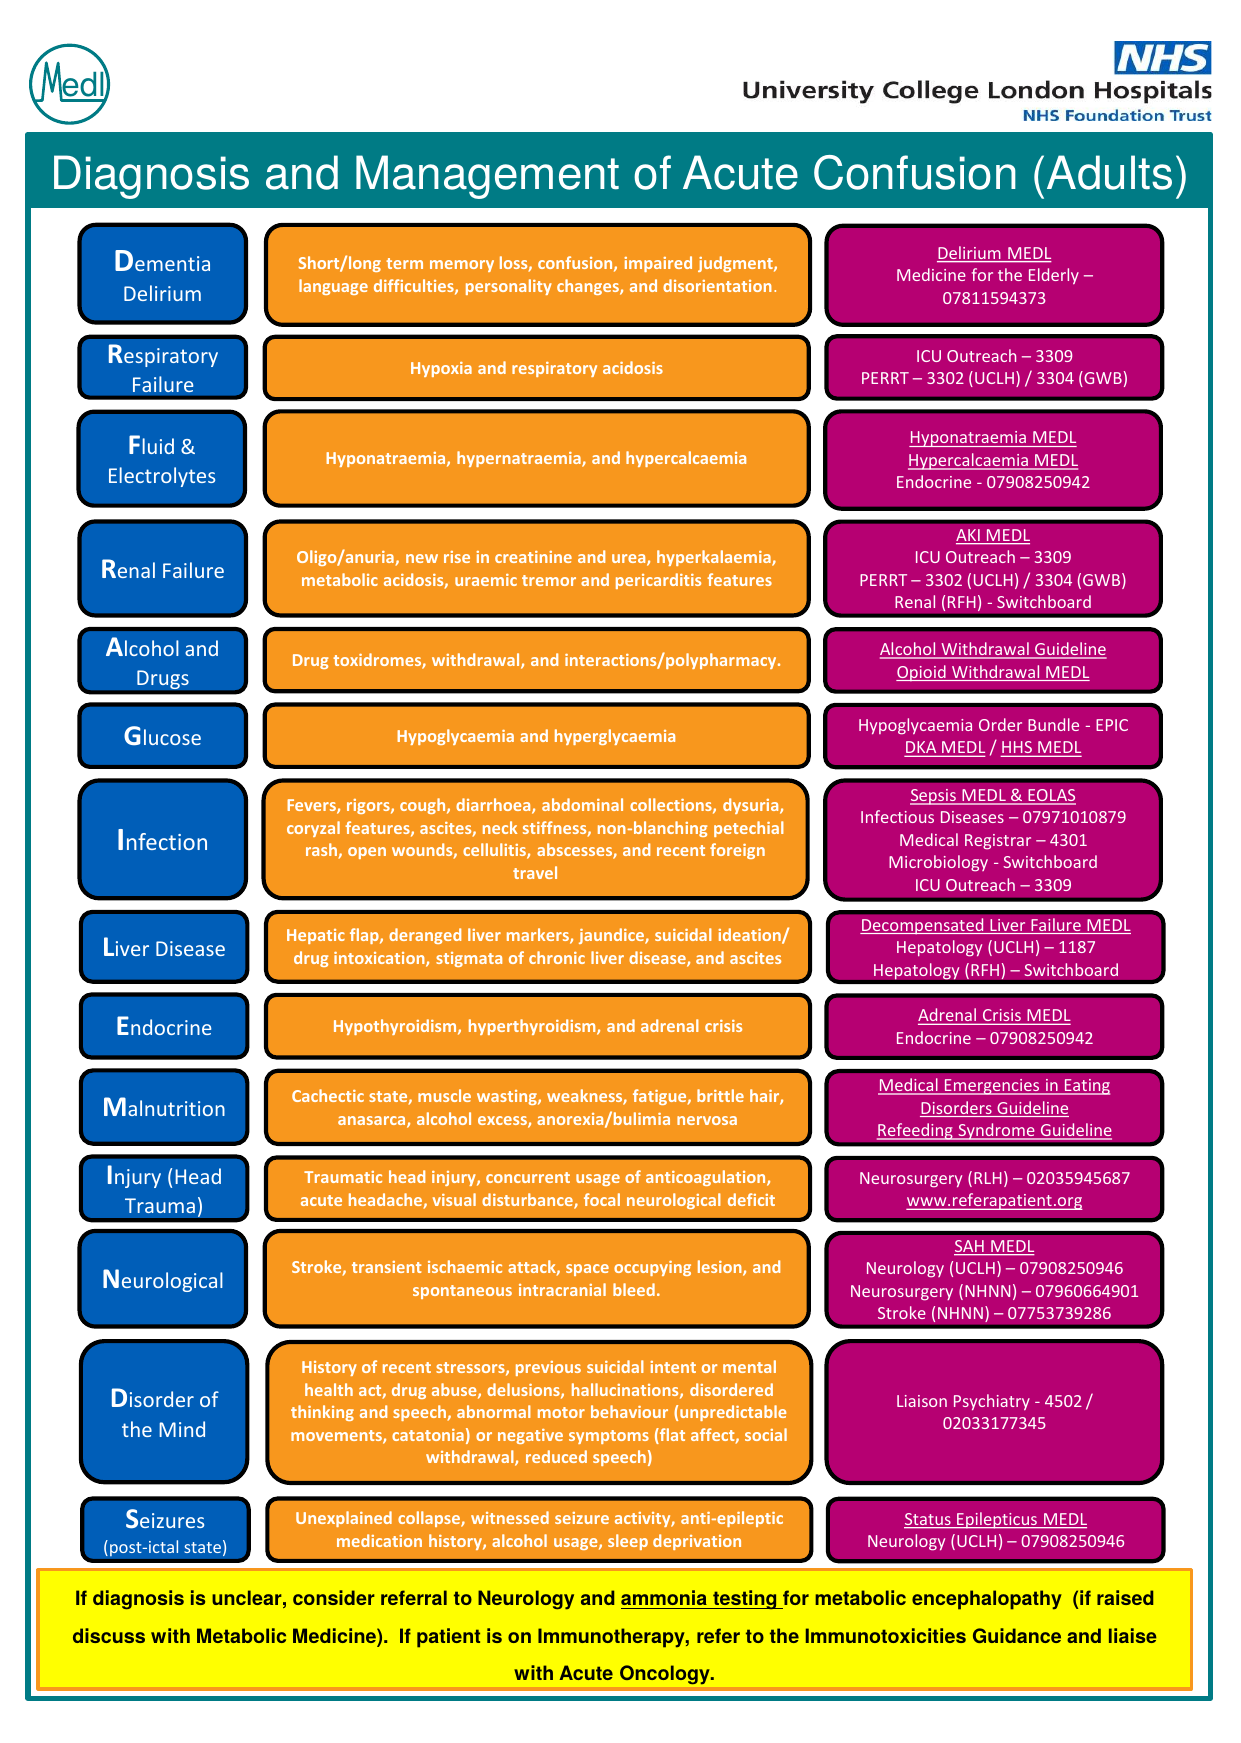 Medl
NHS
University College London Hospitals
NHS Foundation Trust
Diagnosis and Management of Acute Confusion (Adults)
Dementia
Delirium
Short/long term memory loss, confusion, impaired judgment,
language difficulties, personality changes, and disorientation.
Delirium MEDL
Medicine for the Elderly –
07811594373
Respiratory
Failure
Hypoxia and respiratory acidosis
ICU Outreach – 3309
PERRT – 3302 (UCLH) / 3304 (GWB)
Fluid &
Electrolytes
Hyponatraemia, hypernatraemia, and hypercalcaemia
Hyponatraemia MEDL
Hypercalcaemia MEDL
Endocrine - 07908250942
Renal Failure
Oligo/anuria, new rise in creatinine and urea, hyperkalaemia,
metabolic acidosis, uraemic tremor and pericarditis features
AKI MEDL
ICU Outreach – 3309
PERRT – 3302 (UCLH) / 3304 (GWB)
Renal (RFH) - Switchboard
Alcohol and
Drugs
Drug toxidromes, withdrawal, and interactions/polypharmacy.
Alcohol Withdrawal Guideline
Opioid Withdrawal MEDL
Glucose
Hypoglycaemia and hyperglycaemia
Hypoglycaemia Order Bundle - EPIC
DKA MEDL / HHS MEDL
Infection
Fevers, rigors, cough, diarrhoea, abdominal collections, dysuria,
coryzal features, ascites, neck stiffness, non-blanching petechial
rash, open wounds, cellulitis, abscesses, and recent foreign
travel
Sepsis MEDL & EOLAS
Infectious Diseases – 07971010879
Medical Registrar – 4301
Microbiology - Switchboard
ICU Outreach – 3309
Liver Disease
Hepatic flap, deranged liver markers, jaundice, suicidal ideation/
drug intoxication, stigmata of chronic liver disease, and ascites
Decompensated Liver Failure MEDL
Hepatology (UCLH) – 1187
Hepatology (RFH) – Switchboard
Endocrine
Hypothyroidism, hyperthyroidism, and adrenal crisis
Adrenal Crisis MEDL
Endocrine – 07908250942
Malnutrition
Cachectic state, muscle wasting, weakness, fatigue, brittle hair,
anasarca, alcohol excess, anorexia/bulimia nervosa
Medical Emergencies in Eating
Disorders Guideline
Refeeding Syndrome Guideline
Injury (Head
Trauma)
Traumatic head injury, concurrent usage of anticoagulation,
acute headache, visual disturbance, focal neurological deficit
Neurosurgery (RLH) – 02035945687
www.referapatient.org
Neurological
Stroke, transient ischaemic attack, space occupying lesion, and
spontaneous intracranial bleed.
SAH MEDL
Neurology (UCLH) – 07908250946
Neurosurgery (NHNN) – 07960664901
Stroke (NHNN) – 07753739286
Disorder of
the Mind
History of recent stressors, previous suicidal intent or mental
health act, drug abuse, delusions, hallucinations, disordered
thinking and speech, abnormal motor behaviour (unpredictable
movements, catatonia) or negative symptoms (flat affect, social
withdrawal, reduced speech)
Liaison Psychiatry - 4502 /
02033177345
Seizures
(post-ictal state)
Unexplained collapse, witnessed seizure activity, anti-epileptic
medication history, alcohol usage, sleep deprivation
Status Epilepticus MEDL
Neurology (UCLH) – 07908250946
If diagnosis is unclear, consider referral to Neurology and ammonia testing for metabolic encephalopathy (if raised
discuss with Metabolic Medicine). If patient is on Immunotherapy, refer to the Immunotoxicities Guidance and liaise
with Acute Oncology.